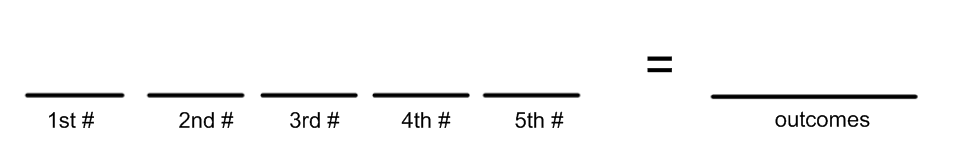 =
1st # 2nd # 3rd # 4th # 5th # outcomes